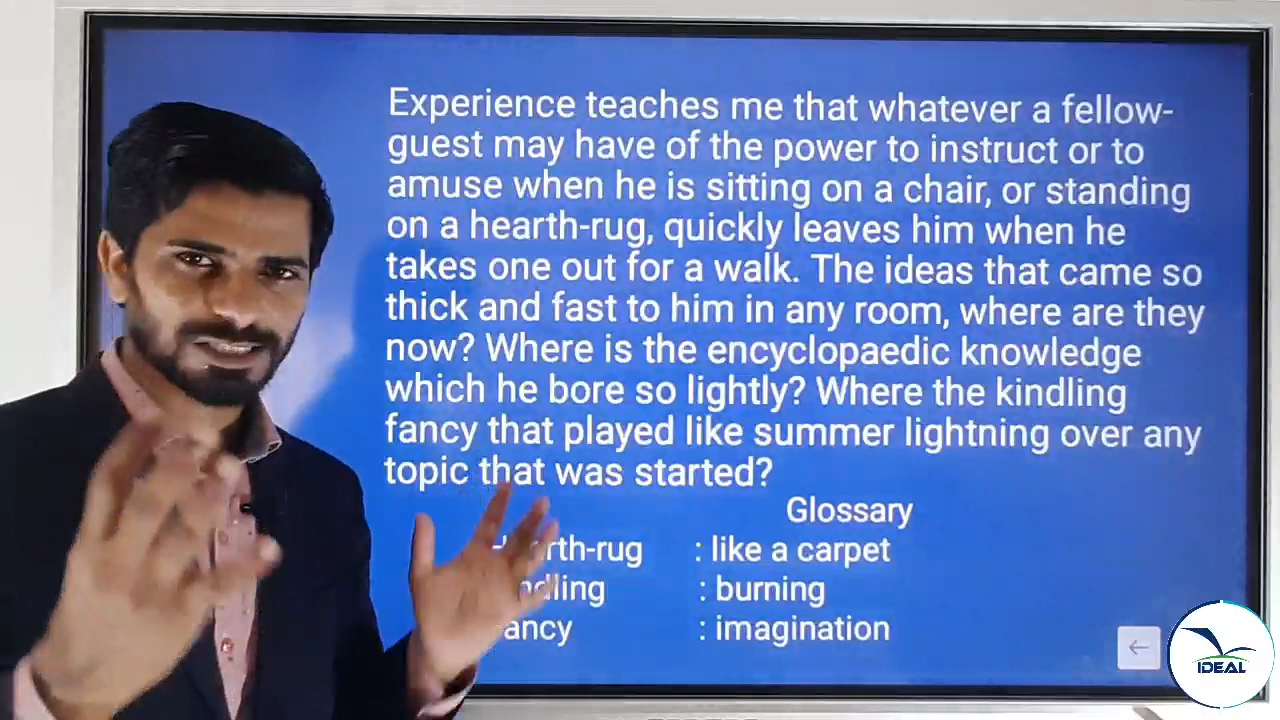 Experience teaches me that whatever a fellow-
guest may have of the power to instruct or to
amuse when he is sitting on a chair, or standing
on a hearth-rug, quickly leaves him when he
takes one out for a walk. The ideas that came so
thick and fast to him in any room, where are they
now? Where is the encyclopaedic knowledge
which he bore so lightly? Where the kindling
fancy that played like summer lightning over any
topic that was started?
Glossary
rth-rug : like a carpet
ndling : burning
ancy : imagination
IDEAL